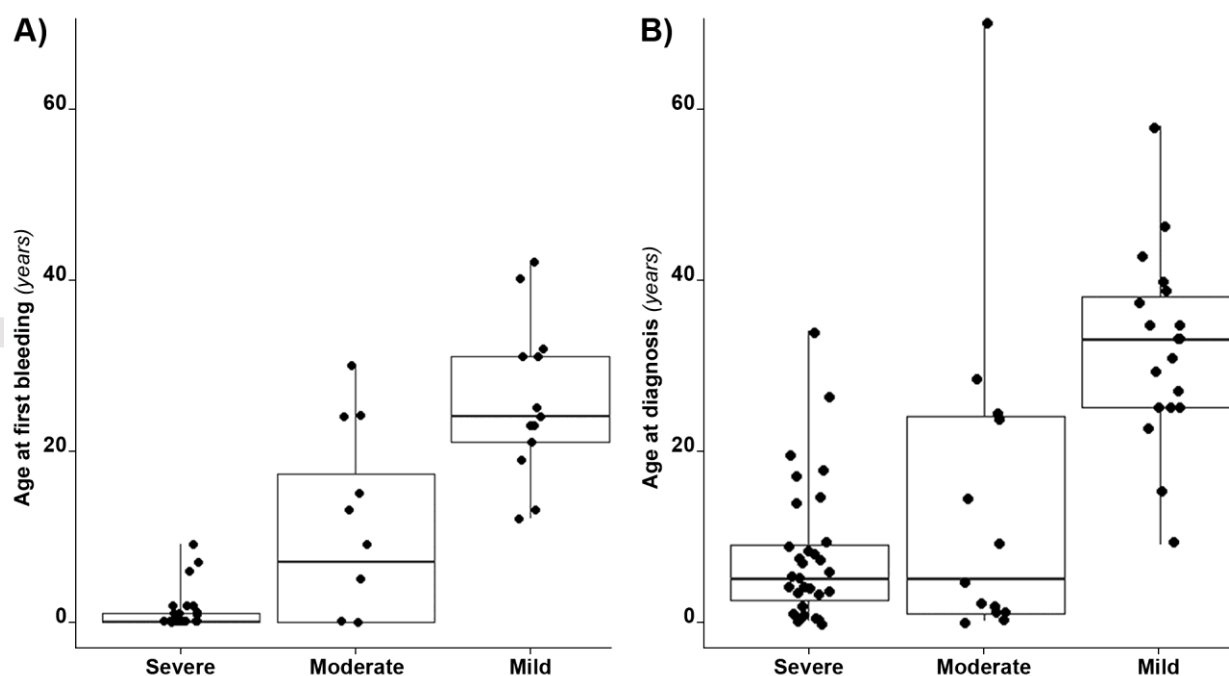 A)
Age at first bleeding (years)
60
40
20
0
Severe Moderate Mild
B)
Age at diagnosis (years)
60
40
20
0
Severe Moderate Mild